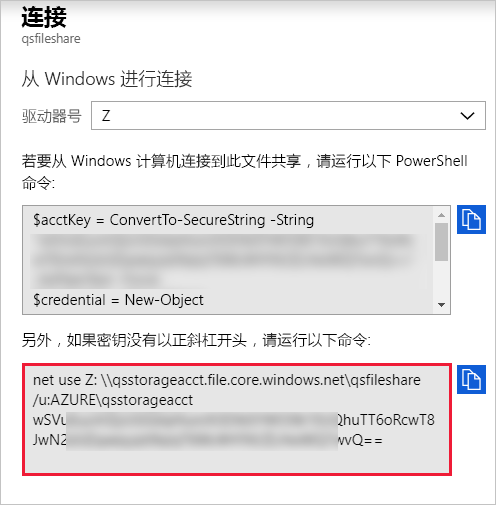 连接
qsfileshare
从 Windows 进行连接
驱动器号 Z
若要从 Windows 计算机连接到此文件共享，请运行以下 PowerShell
命令:
$acctKey = ConvertTo-SecureString -String
$credential = New-Object
另外，如果密钥没有以正斜杠开头，请运行以下命令:
net use Z: \\qsstorageacct.file.core.windows.net\qsfileshare
/u:AZURE\qsstorageacct
wSVu QhuTT6oRcwT8
JwN2 wvQ==